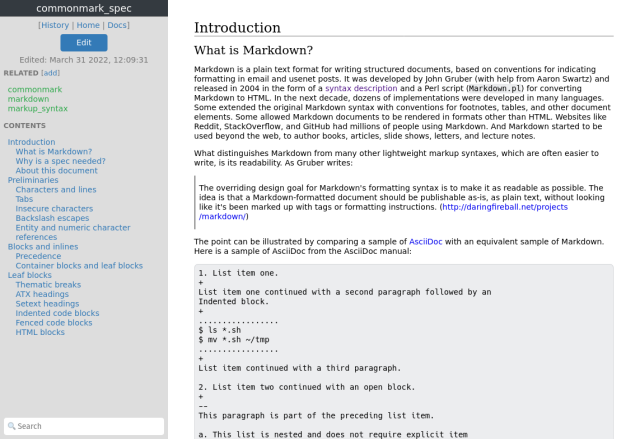 commonmark_spec
[History | Home | Docs]
Edit
Edited: March 31 2022, 12:09:31
RELATED [add]
commonmark
markdown
markup_syntax
CONTENTS
Introduction
What is Markdown?
Why is a spec needed?
About this document
Preliminaries
Characters and lines
Tabs
Insecure characters
Backslash escapes
Entity and numeric character
references
Blocks and inlines
Precedence
Container blocks and leaf blocks
Leaf blocks
Thematic breaks
ATX headings
Setext headings
Indented code blocks
Fenced code blocks
HTML blocks
Search
Introduction
What is Markdown?
Markdown is a plain text format for writing structured documents, based on conventions for indicating
formatting in email and usenet posts. It was developed by John Gruber (with help from Aaron Swartz) and
released in 2004 in the form of a syntax description and a Perl script (Markdown.pl) for converting
Markdown to HTML. In the next decade, dozens of implementations were developed in many languages.
Some extended the original Markdown syntax with conventions for footnotes, tables, and other document
elements. Some allowed Markdown documents to be rendered in formats other than HTML. Websites like
Reddit, StackOverflow, and GitHub had millions of people using Markdown. And Markdown started to be
used beyond the web, to author books, articles, slide shows, letters, and lecture notes.
What distinguishes Markdown from many other lightweight markup syntaxes, which are often easier to
write, is its readability. As Gruber writes:
The overriding design goal for Markdown's formatting syntax is to make it as readable as possible. The
idea is that a Markdown-formatted document should be publishable as-is, as plain text, without looking
like it's been marked up with tags or formatting instructions. (http://daringfireball.net/projects
/markdown/)
The point can be illustrated by comparing a sample of AsciiDoc with an equivalent sample of Markdown.
Here is a sample of AsciiDoc from the AsciiDoc manual:
1. List item one.
+
List item one continued with a second paragraph followed by an
Indented block.
+
.................
$ ls *.sh
$ mv *.sh ~/tmp
.................
+
List item continued with a third paragraph.
2. List item two continued with an open block.
+
--
This paragraph is part of the preceding list item.
a. This list is nested and does not require explicit item